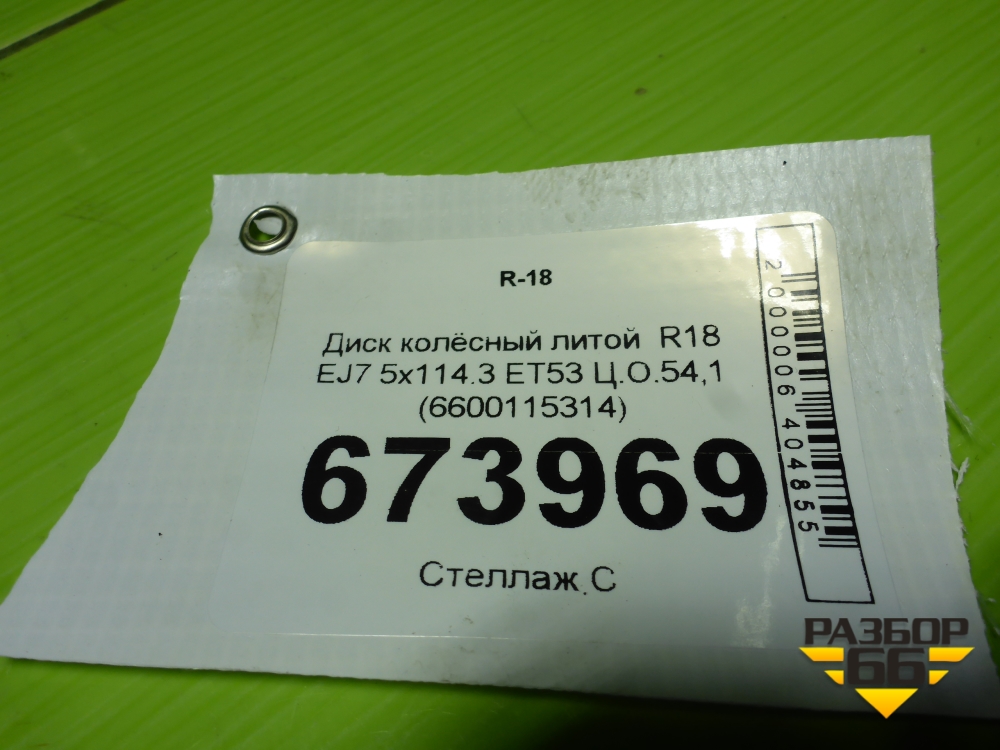 R-18
Диск колёсный литой R18
EJ7 5x114.3 ET53 Ц.О.54,1
(6600115314)
673969
Стеллаж.С
2000006404855
РАЗБОР
66